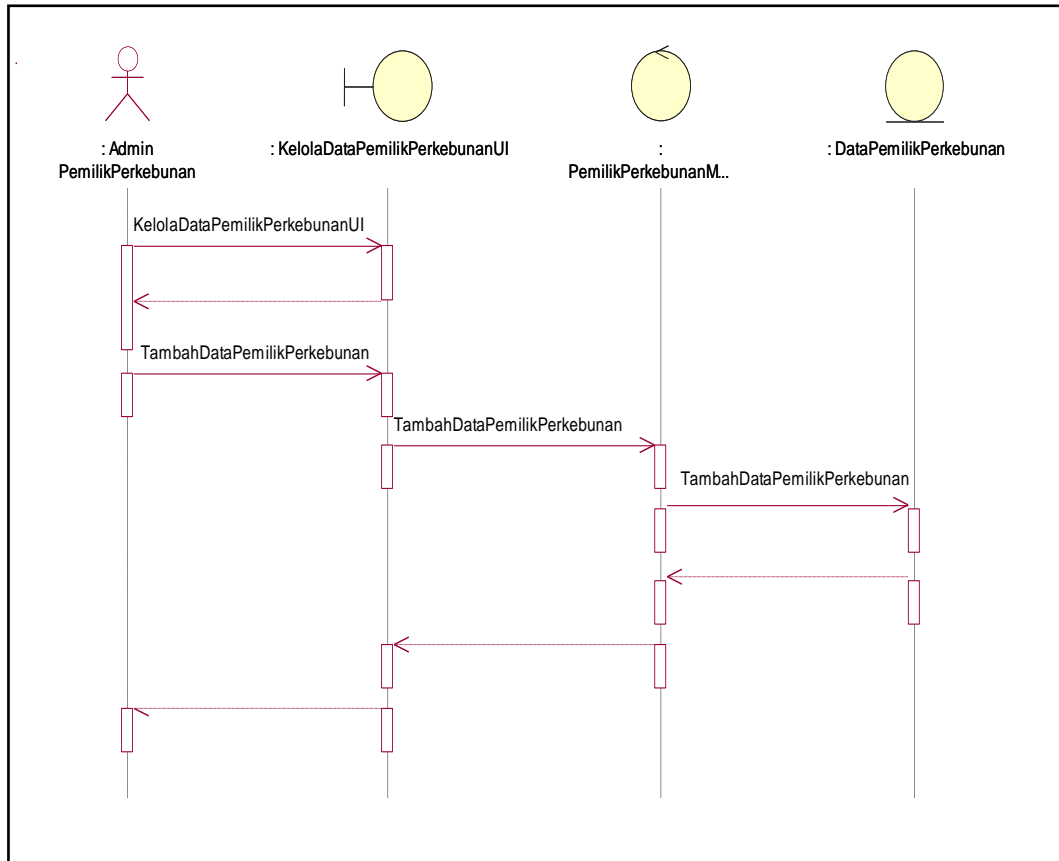 : Admin
PemilikPerkebunan
: KelolaDataPemilikPerkebunanUI
:
PemilikPerkebunanM...
: DataPemilikPerkebunan
KelolaDataPemilikPerkebunanUI
TambahDataPemilikPerkebunan
TambahDataPemilikPerkebunan
TambahDataPemilikPerkebunan